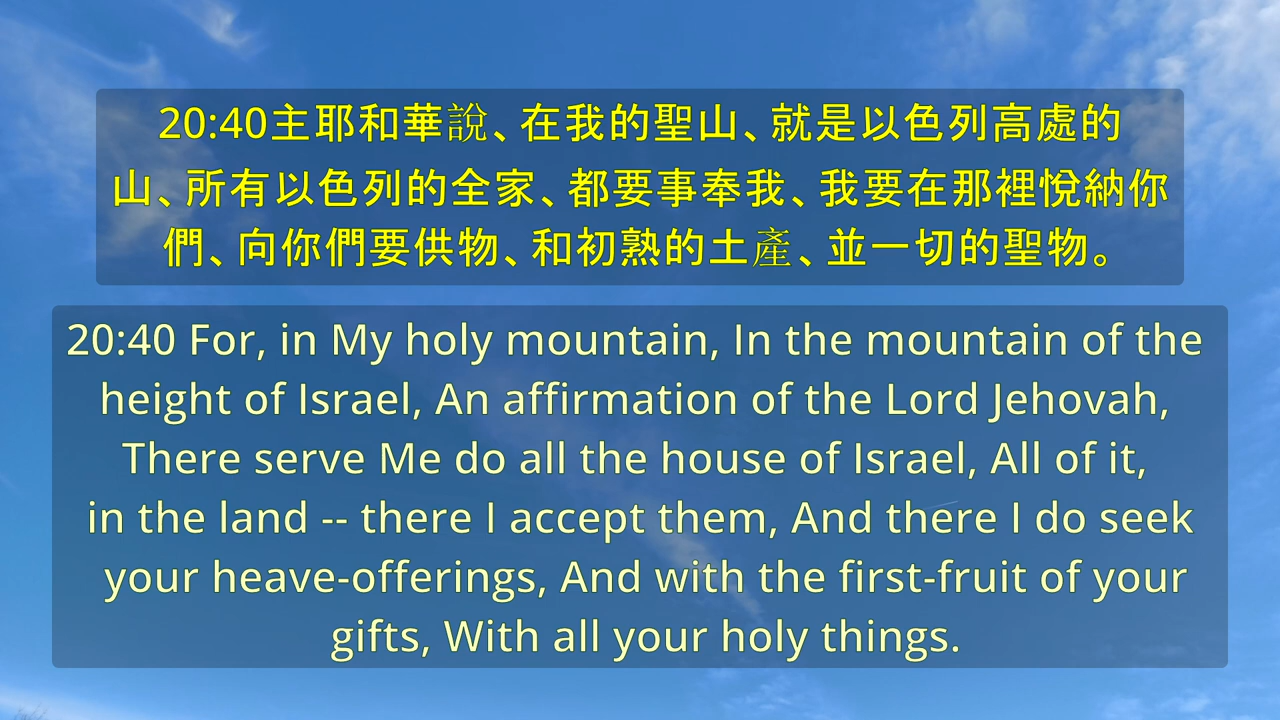 20:40主耶和華說、在我的聖山、就是以色列高處的
山、所有以色列的全家、都要事奉我、我要在那裡悅納你
們、向你們要供物、和初熟的土產、並一切的聖物。
20:40 For, in My holy mountain, In the mountain of the
height of Israel, An affirmation of the Lord Jehovah,
There serve Me do all the house of Israel, All of it,
in the land -- there I accept them, And there I do seek
your heave-offerings, And with the first-fruit of your
gifts, With all your holy things.